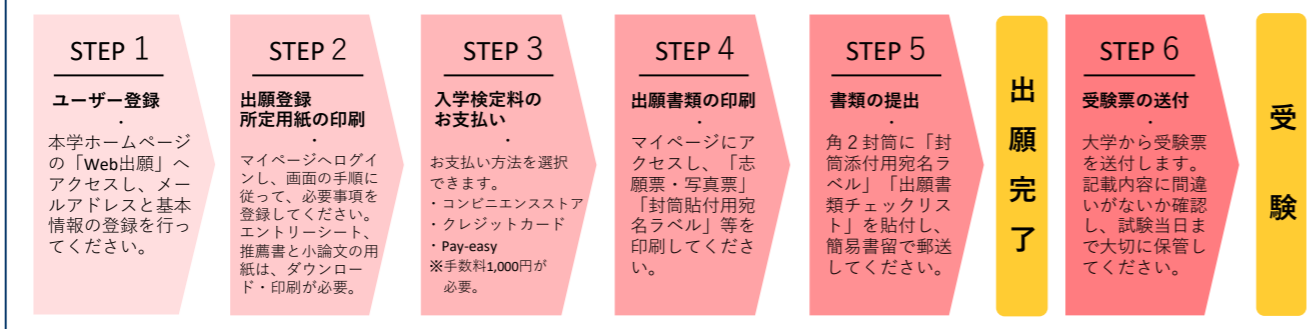 STEP 1
ユーザー登録
・
本学ホームページ
の「Web出願」へ
アクセスし、メー
ルアドレスと基本
情報の登録を行っ
てください。
STEP 2
出願登録
所定用紙の印刷
・
マイページへログイ
ンし、画面の手順に
従って、必要事項を
登録してください。
エントリーシート、
推薦書と小論文の用
紙は、ダウンロー
ド・印刷が必要。
STEP 3
入学検定料の
お支払い
・
お支払い方法を選択
できます。
・コンビニエンスストア
・クレジットカード
・Pay-easy
※手数料1,000円が
必要。
STEP 4
出願書類の印刷
・
マイページにア
クセスし、「志
願票・写真票」
「封筒貼付用宛
名ラベル」等を
印刷してくださ
い。
STEP 5
書類の提出
・
角２封筒に「封
筒添付用宛名ラ
ベル」「出願書
類チェックリス
ト」を貼付し、
簡易書留で郵送
してください。
出願完了
STEP 6
受験票の送付
・
大学から受験票
を送付します。
記載内容に間違
いがないか確認
し、試験当日ま
で大切に保管し
てください。
受験